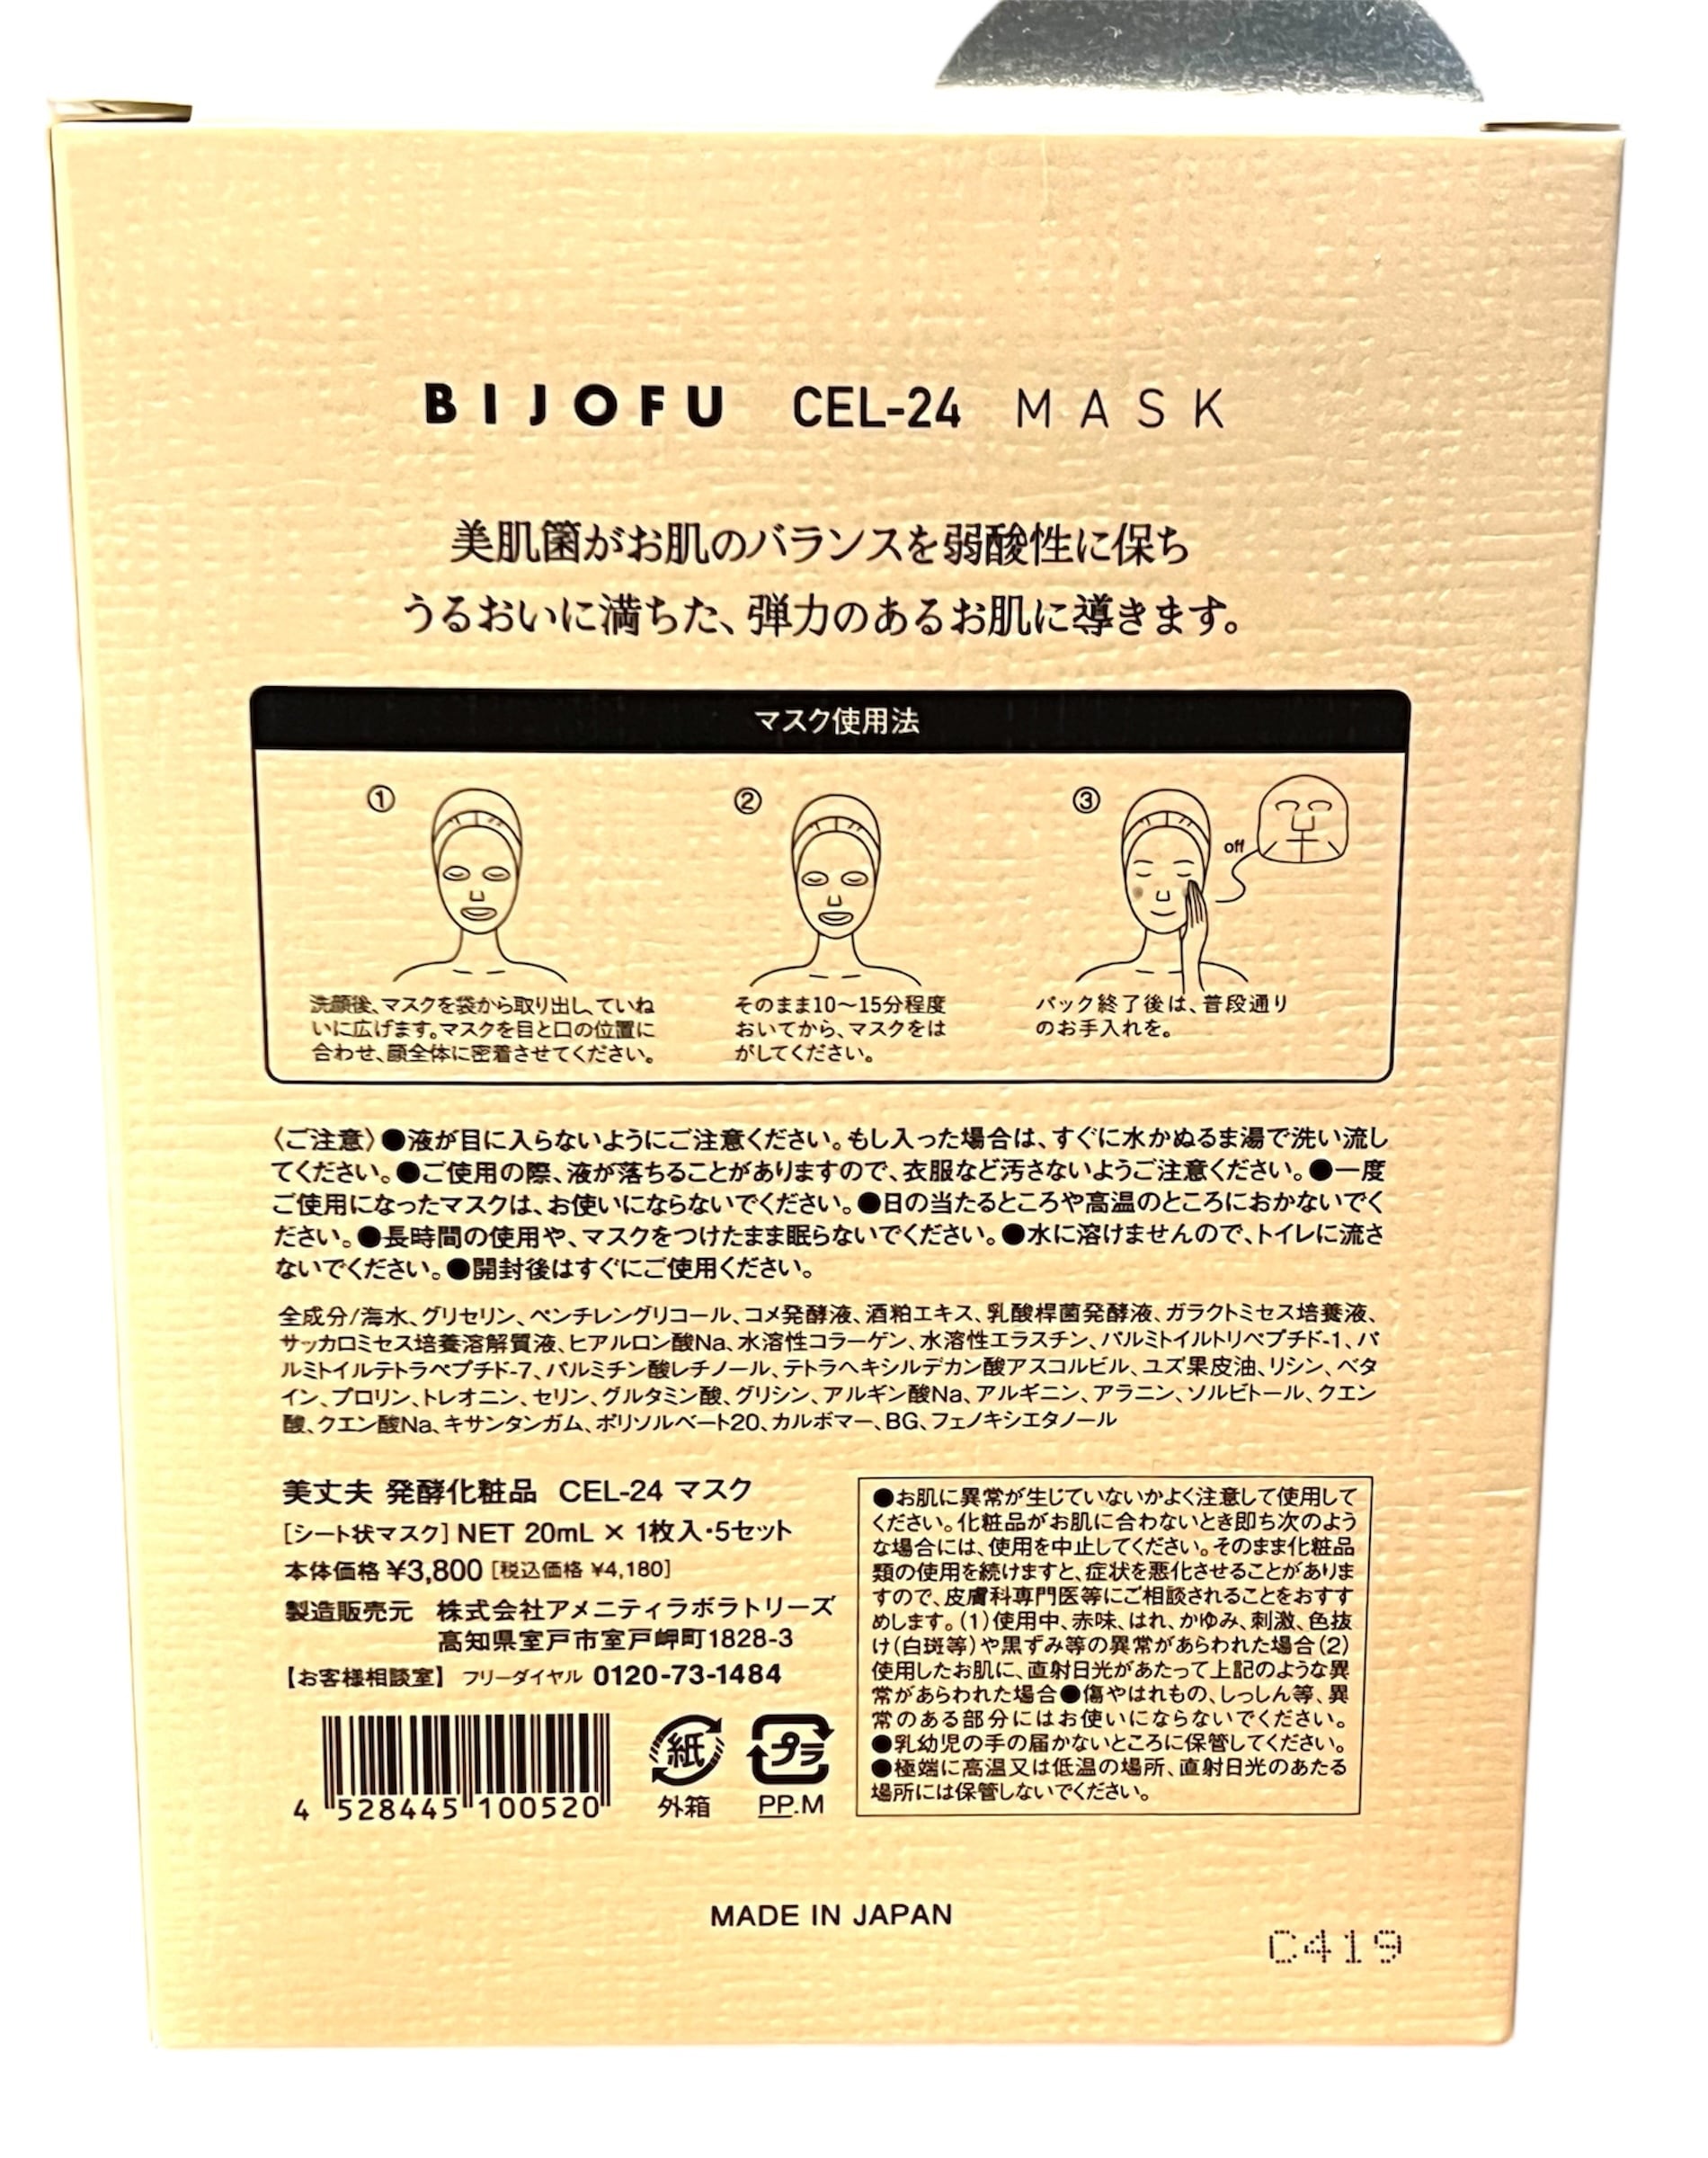 BIJOFU CEL-24 MASK
美肌菌がお肌のバランスを弱酸性に保ち
うるおいに満ちた、弾力のあるお肌に導きます。
マスク使用法
①
洗顔後、マスクを袋から取り出し、ていね
いに広げます。マスクを目と口の位置に
合わせ、顔全体に密着させてください。
②
そのまま10〜15分程度
おいてから、マスクをは
がしてください。
③
off
パック終了後は、普段通り
のお手入れを。
〈ご注意〉●液が目に入らないようにご注意ください。もし入った場合は、すぐに水かぬるま湯で洗い流し
てください。●ご使用の際、液が落ちることがありますので、衣服など汚さないようご注意ください。●一度
ご使用になったマスクは、お使いにならないでください。●日の当たるところや高温のところにおかないでく
ださい。●長時間の使用や、マスクをつけたまま眠らないでください。●水に溶けませんので、トイレに流さ
ないでください。●開封後はすぐにご使用ください。
全成分/海水、グリセリン、ペンチレングリコール、コメ発酵液、酒粕エキス、乳酸桿菌発酵液、ガラクトミセス培養液、
サッカロミセス培養溶解質液、ヒアルロン酸Na、水溶性コラーゲン、水溶性エラスチン、パルミトイルトリペプチド-1、パ
ルミトイルテトラペプチド-7、パルミチン酸レチノール、テトラヘキシルデカン酸アスコルビル、ユズ果皮油、リシン、ベタ
イン、プロリン、トレオニン、セリン、グルタミン酸、グリシン、アルギン酸Na、アルギニン、アラニン、ソルビトール、クエン
酸、クエン酸Na、キサンタンガム、ポリソルベート20、カルボマー、BG、フェノキシエタノール
美丈夫 発酵化粧品 CEL-24 マスク
[シート状マスク] NET 20mL × 1枚入・5セット
本体価格 ¥3,800 [税込価格 ¥4,180]
製造販売元 株式会社アメニティラボラトリーズ
高知県室戸市室戸岬町1828-3
【お客様相談室】 フリーダイヤル 0120-73-1484
4 528445 100520
紙
外箱
プラ
PP.M
●お肌に異常が生じていないかよく注意して使用して
ください。化粧品がお肌に合わないとき即ち次のよう
な場合には、使用を中止してください。そのまま化粧品
類の使用を続けますと、症状を悪化させることがありま
すので、皮膚科専門医等にご相談されることをおすす
めします。(1)使用中、赤味、はれ、かゆみ、刺激、色抜
け(白斑等)や黒ずみ等の異常があらわれた場合(2)
使用したお肌に、直射日光があたって上記のような異
常があらわれた場合●傷やはれもの、しっしん等、異
常のある部分にはお使いにならないでください。
●乳幼児の手の届かないところに保管してください。
●極端に高温又は低温の場所、直射日光のあたる
場所には保管しないでください。
MADE IN JAPAN
C419